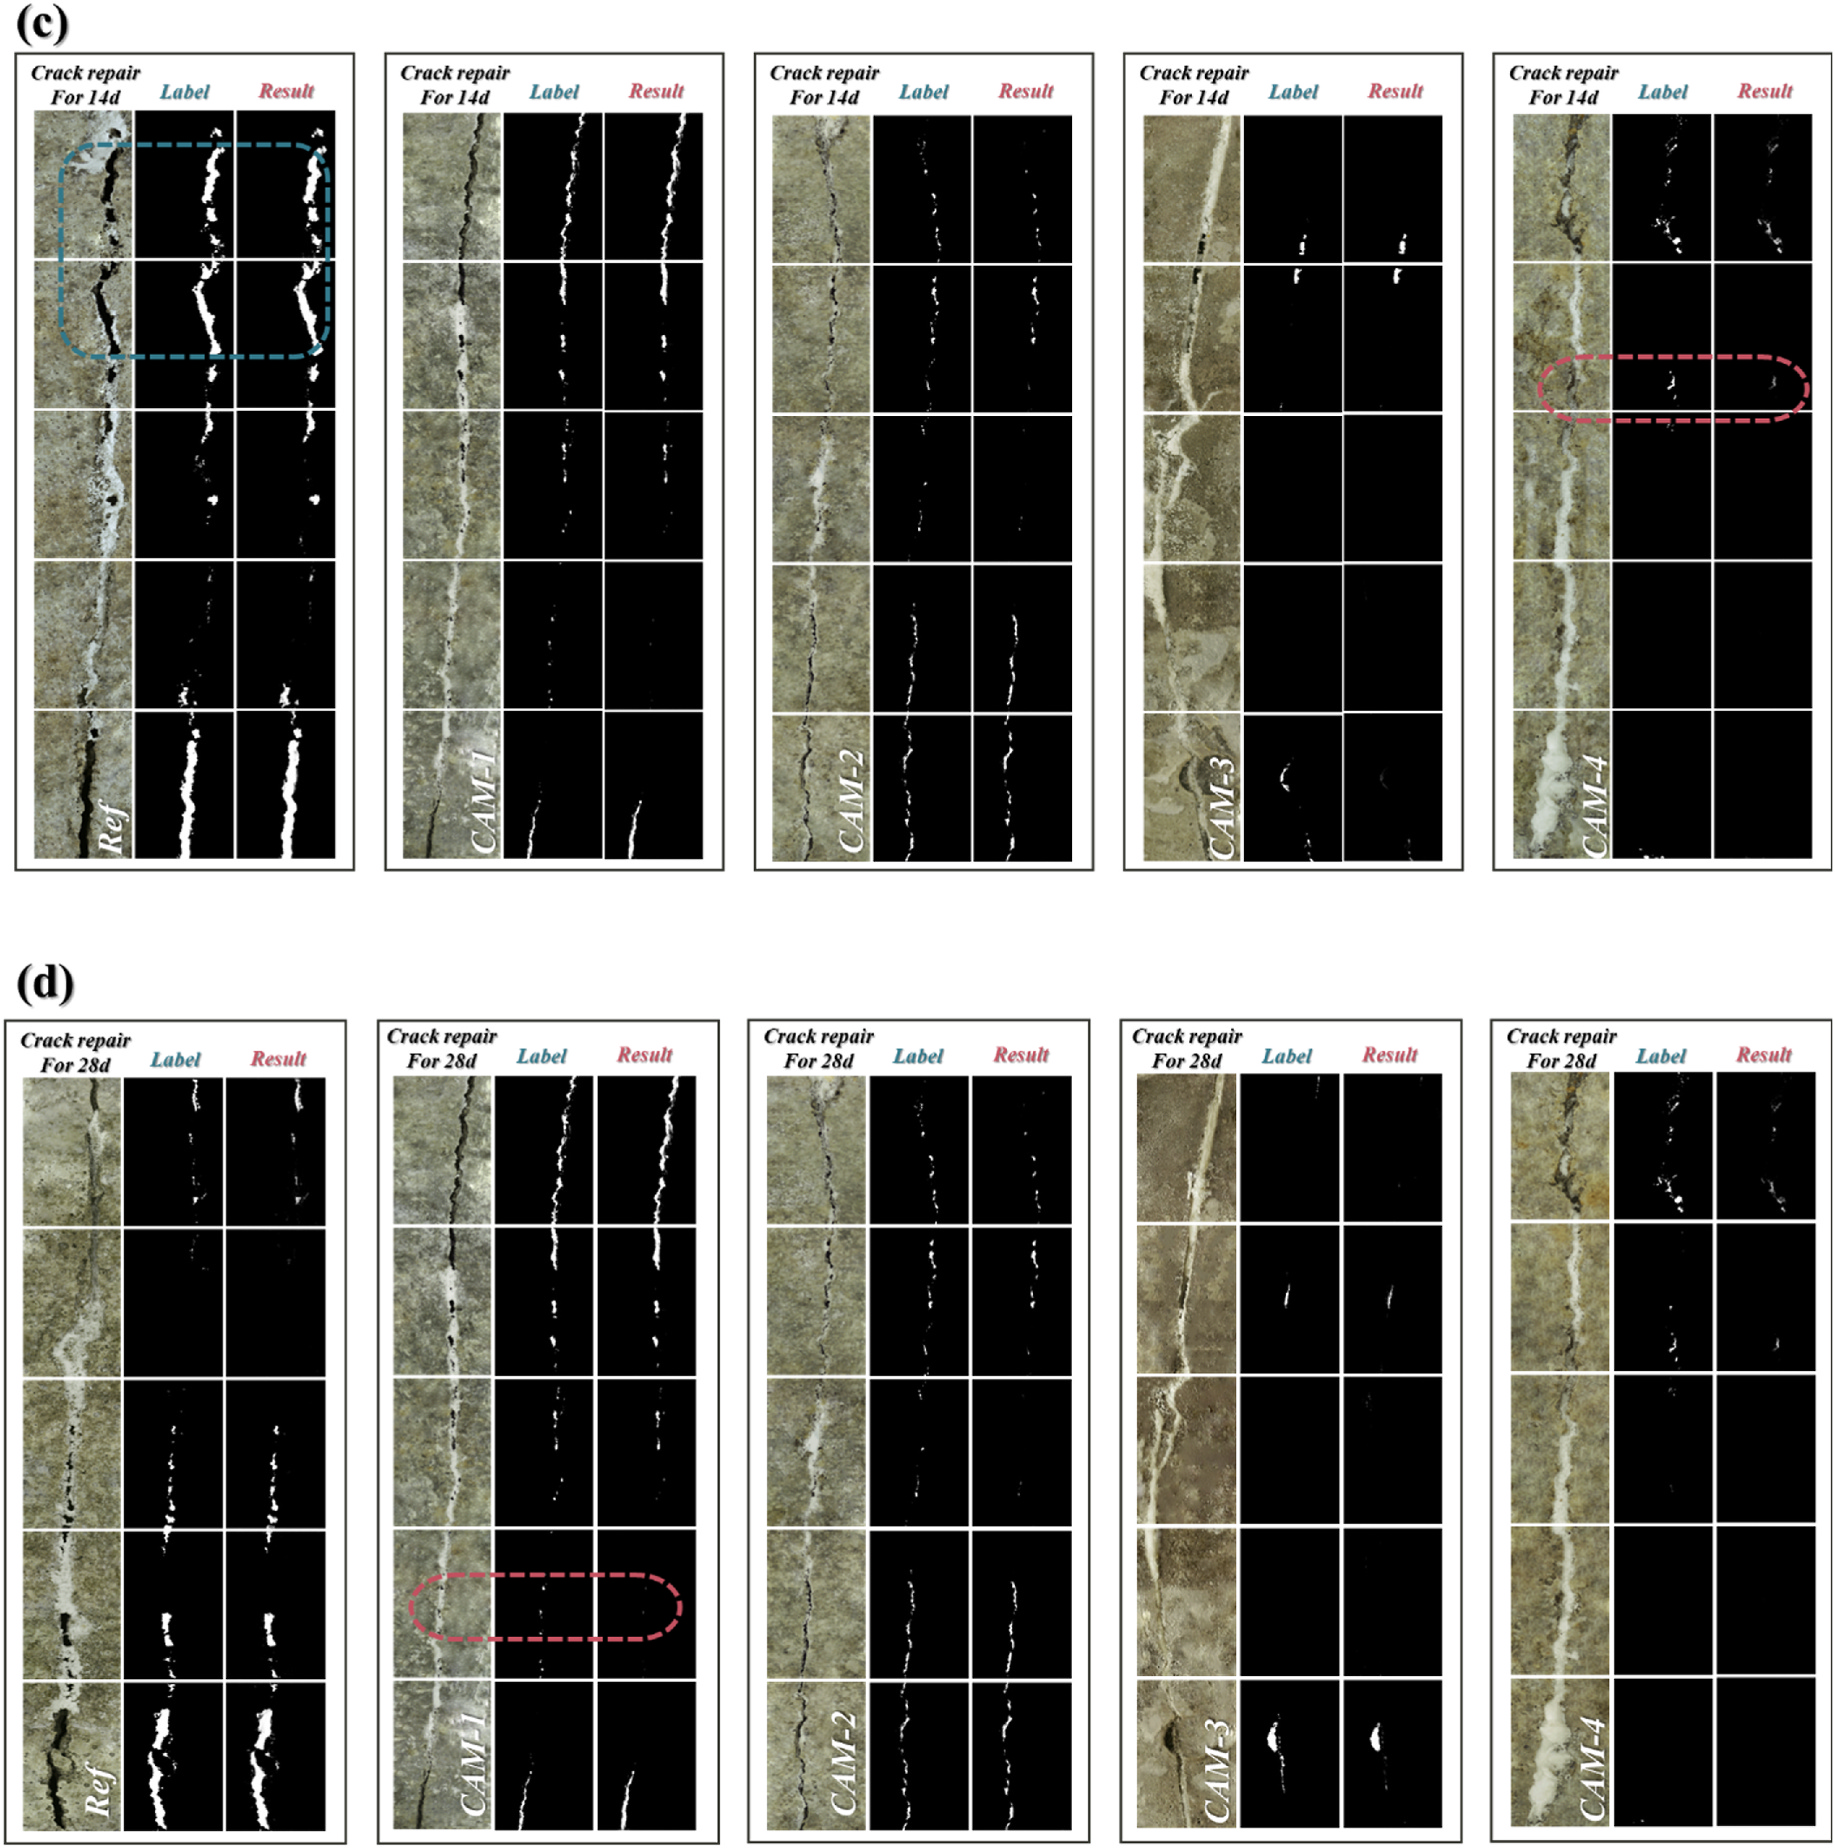 (c)
Crack repair
For 14d
Label
Result
Ref
Crack repair
For 14d
Label
Result
CAM-1
Crack repair
For 14d
Label
Result
CAM-2
Crack repair
For 14d
Label
Result
CAM-3
Crack repair
For 14d
Label
Result
CAM-4
(d)
Crack repair
For 28d
Label
Result
Ref
Crack repair
For 28d
Label
Result
CAM-1
Crack repair
For 28d
Label
Result
CAM-2
Crack repair
For 28d
Label
Result
CAM-3
Crack repair
For 28d
Label
Result
CAM-4